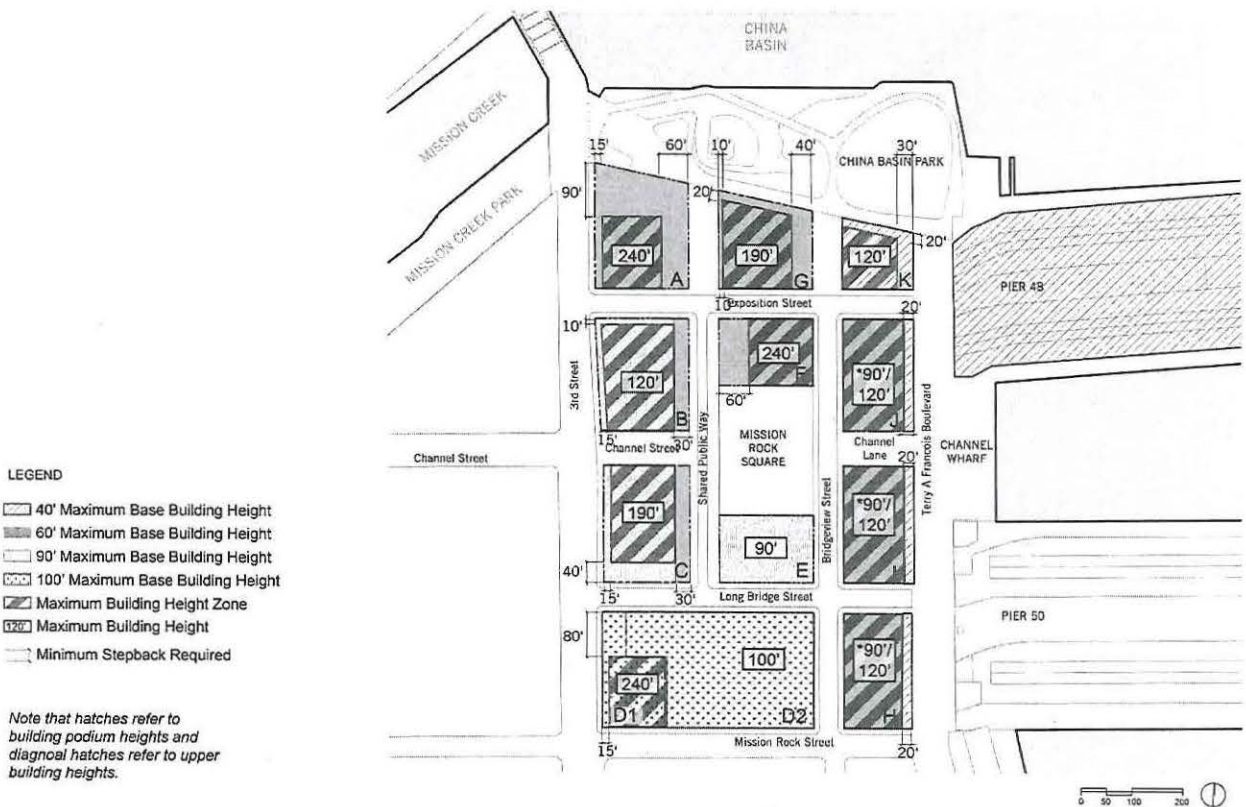 CHINA
BASIN
MISSION CREEK
MISSION CREEK PARK
15'
60'
10'
40'
30'
CHINA BASIN PARK
90'
20'
20'
240'
190'
120'
A
G
K
PIER 48
Exposition Street
10'
20'
10'
3rd Street
120'
240'
*90'/
120'
B
F
J
60'
15'
30'
Channel Street
Channel Street
Shared Public Way
MISSION
ROCK
SQUARE
Bridgeview Street
Channel
Lane
Terry A Francois Boulevard
CHANNEL
WHARF
20'
190'
*90'/
120'
90'
C
E
I
40'
15'
30'
Long Bridge Street
PIER 50
80'
100'
*90'/
120'
240'
D1
D2
H
15'
Mission Rock Street
20'
LEGEND
40' Maximum Base Building Height
60' Maximum Base Building Height
90' Maximum Base Building Height
100' Maximum Base Building Height
Maximum Building Height Zone
120' Maximum Building Height
Minimum Stepback Required
Note that hatches refer to
building podium heights and
diagnoal hatches refer to upper
building heights.
0 50 100 200